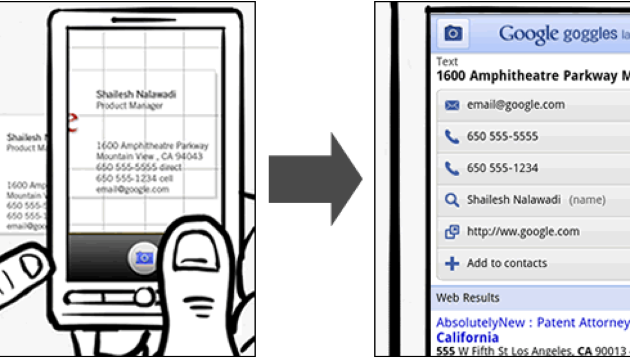 Shailesh N
Product M
1600 Amp
Mountain V
650 555-5
650 555-1
email@goo
e
Shailesh Nalawadi
Product Manager
1600 Amphitheatre Parkway
Mountain View , CA 94043
650 555-5555 direct
650 555-1234 cell
email@google.com
Google goggles la
Text
1600 Amphitheatre Parkway M
email@google.com
650 555-5555
650 555-1234
Shailesh Nalawadi (name)
http://ww.google.com
Add to contacts
Web Results
AbsolutelyNew : Patent Attorney
California
555 W Fifth St Los Angeles, CA 90013